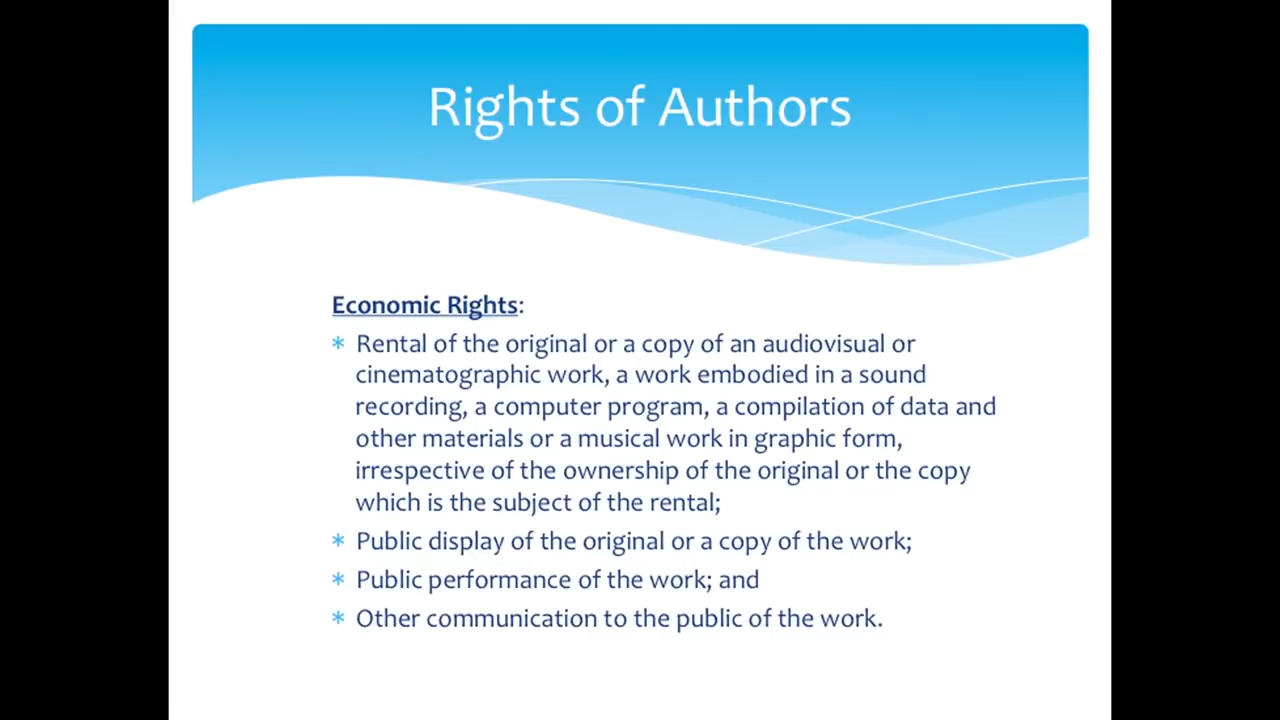 Rights of Authors
Economic Rights:
* Rental of the original or a copy of an audiovisual or
cinematographic work, a work embodied in a sound
recording, a computer program, a compilation of data and
other materials or a musical work in graphic form,
irrespective of the ownership of the original or the copy
which is the subject of the rental;
* Public display of the original or a copy of the work;
* Public performance of the work; and
* Other communication to the public of the work.